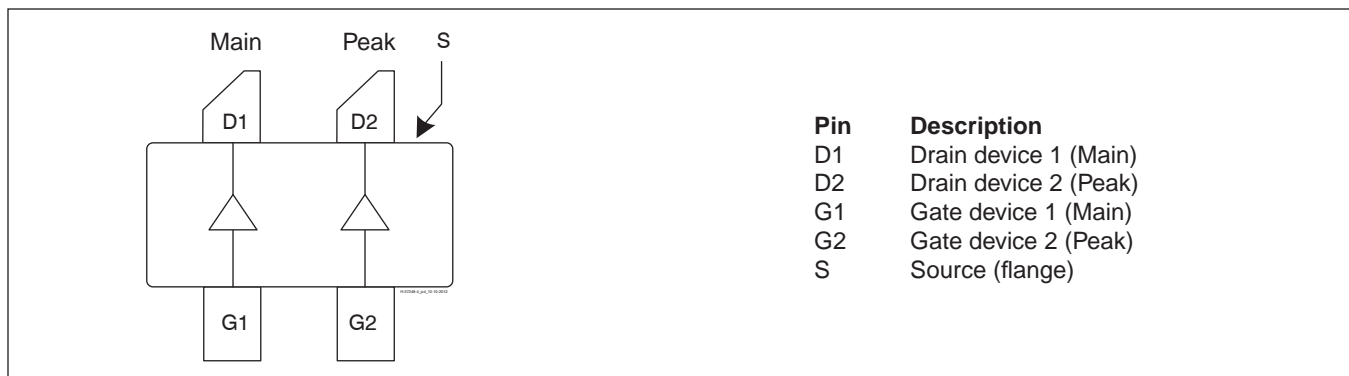 Main Peak S
D1 D2
G1 G2
Pin Description
D1 Drain device 1 (Main)
D2 Drain device 2 (Peak)
G1 Gate device 1 (Main)
G2 Gate device 2 (Peak)
S Source (flange)